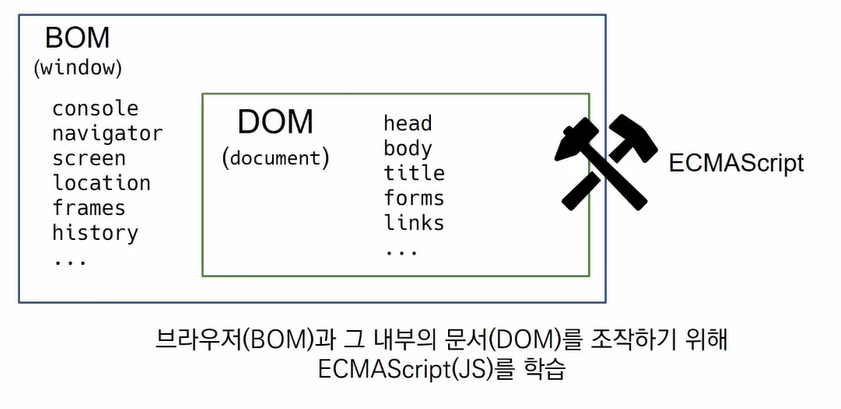 BOM
(window)
console
navigator
screen
location
frames
history
...
DOM
(document)
head
body
title
forms
links
...
ECMAScript
브라우저(BOM)과 그 내부의 문서(DOM)를 조작하기 위해
ECMAScript(JS)를 학습